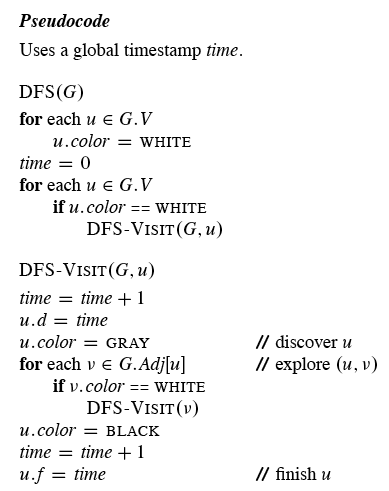 Pseudocode
Uses a global timestamp time.
DFS(G)
for each u ∈ G.V
u.color = WHITE
time = 0
for each u ∈ G.V
if u.color == WHITE
DFS-VISIT(G, u)
DFS-VISIT(G, u)
time = time + 1
u.d = time
u.color = GRAY // discover u
for each v ∈ G.Adj[u] // explore (u, v)
if v.color == WHITE
DFS-VISIT(v)
u.color = BLACK
time = time + 1
u.f = time // finish u